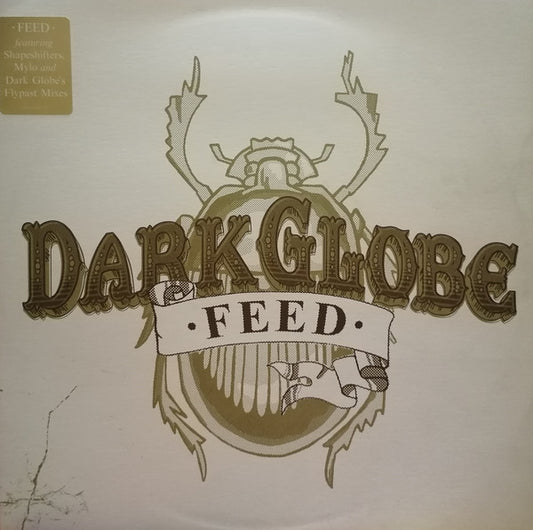 ·FEED·
featuring
Shapeshifters,
Mylo and
Dark Globe's
Flypast Mixes
DARKGLOBE
·FEED·